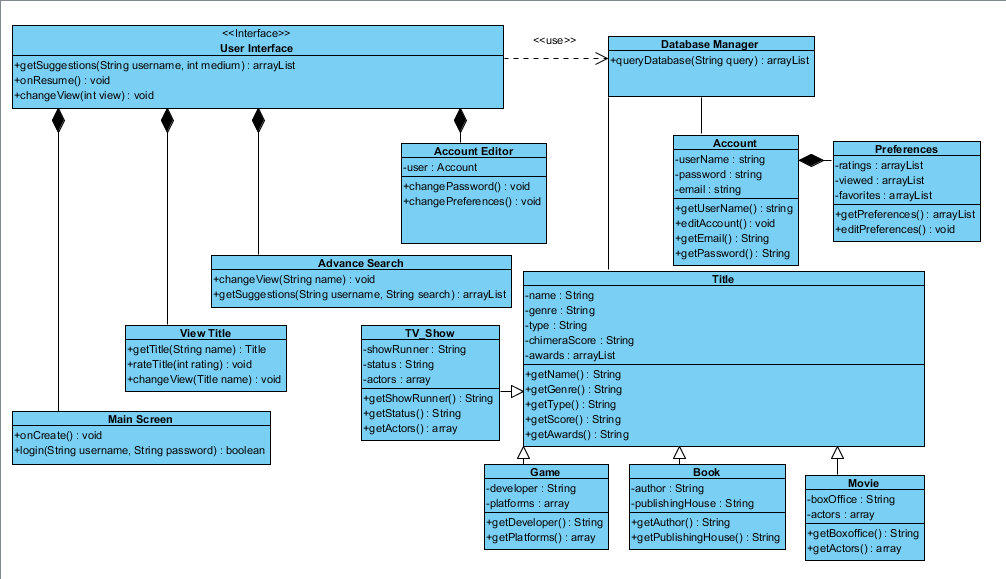 <<Interface>>
User Interface
+getSuggestions(String username, int medium) : arrayList
+onResume() : void
+changeView(int view) : void
<<use>>
Database Manager
+queryDatabase(String query) : arrayList
Account Editor
-user : Account
+changePassword() : void
+changePreferences() : void
Account
-userName : string
-password : string
-email : string
+getUserName() : string
+editAccount() : void
+getEmail() : String
+getPassword() : String
Preferences
-ratings : arrayList
-viewed : arrayList
-favorites : arrayList
+getPreferences() : arrayList
+editPreferences() : void
Advance Search
+changeView(String name) : void
+getSuggestions(String username, String search) : arrayList
Title
-name : String
-genre : String
-type : String
-chimeraScore : String
-awards : arrayList
+getName() : String
+getGenre() : String
+getType() : String
+getScore() : String
+getAwards() : String
View Title
+getTitle(String name) : Title
+rateTitle(int rating) : void
+changeView(Title name) : void
TV_Show
-showRunner : String
-status : String
-actors : array
+getShowRunner() : String
+getStatus() : String
+getActors() : array
Main Screen
+onCreate() : void
+login(String username, String password) : boolean
Game
-developer : String
-platforms : array
+getDeveloper() : String
+getPlatforms() : array
Book
-author : String
-publishingHouse : String
+getAuthor() : String
+getPublishingHouse() : String
Movie
-boxOffice : String
-actors : array
+getBoxoffice() : String
+getActors() : array